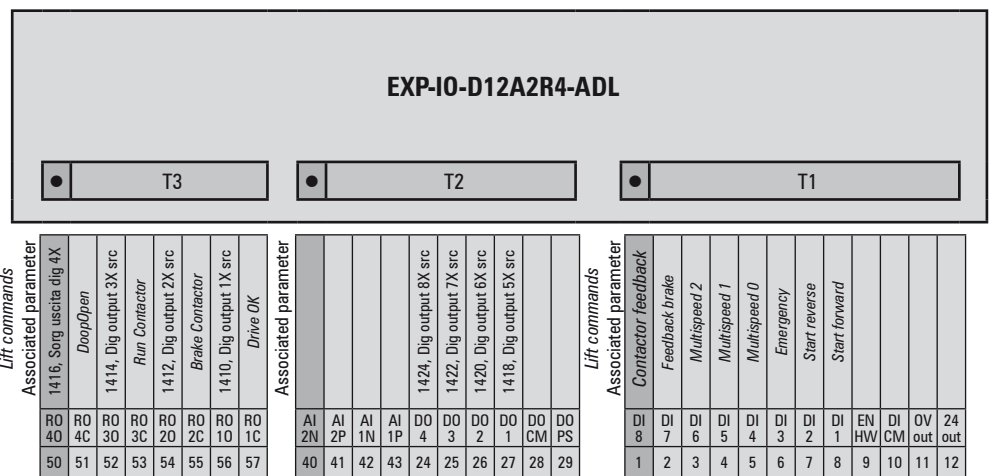 EXP-IO-D12A2R4-ADL
T3
T2
T1
Lift commands
Associated parameter
1416, Sorg uscita dig 4X
DoopOpen
1414, Dig output 3X src
Run Contactor
1412, Dig output 2X src
Brake Contactor
1410, Dig output 1X src
Drive OK
Associated parameter
1424, Dig output 8X src
1422, Dig output 7X src
1420, Dig output 6X src
1418, Dig output 5X src
Lift commands
Associated parameter
Contactor feedback
Feedback brake
Multispeed 2
Multispeed 1
Multispeed 0
Emergency
Start reverse
Start forward
RO RO RO RO RO RO RO RO
40 4C 30 3C 20 2C 10 1C
50 51 52 53 54 55 56 57
AI AI AI AI DO DO DO DO DO DO
2N 2P 1N 1P 4 3 2 1 CM PS
40 41 42 43 24 25 26 27 28 29
DI DI DI DI DI DI DI DI EN DI 0V 24
8 7 6 5 4 3 2 1 HW CM out out
1 2 3 4 5 6 7 8 9 10 11 12